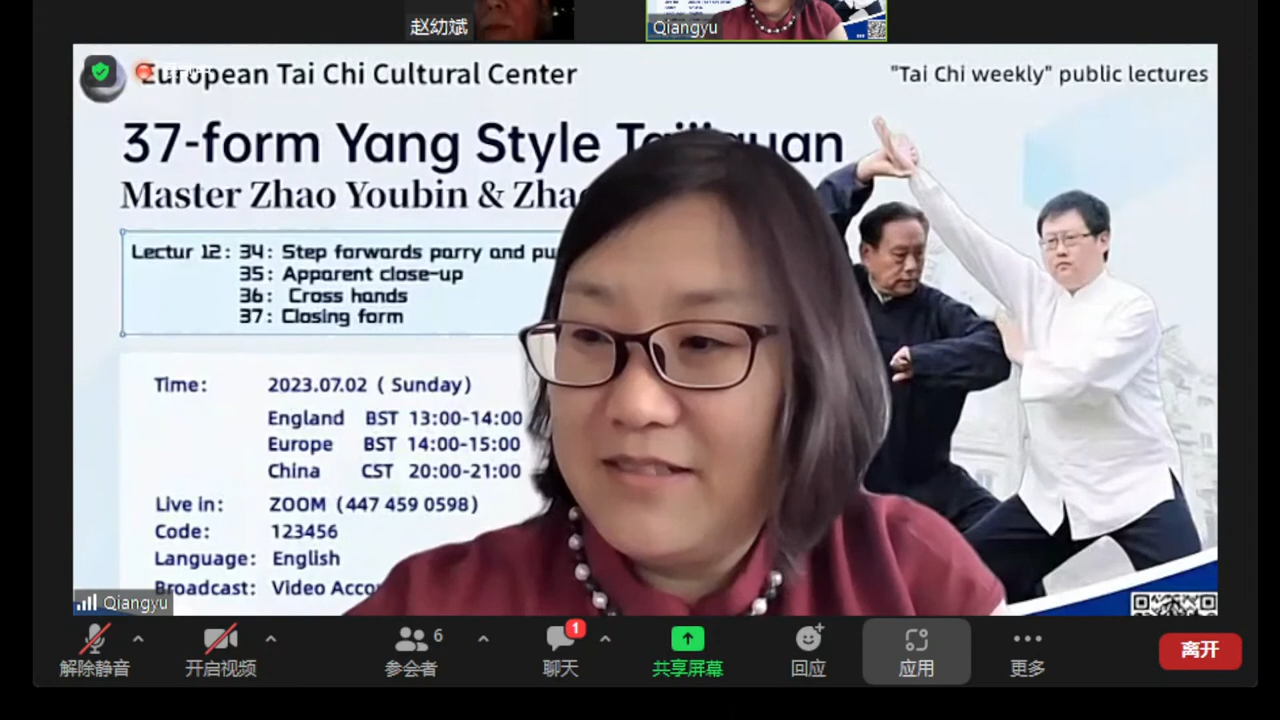 赵幼斌
Qiangyu
European Tai Chi Cultural Center
"Tai Chi weekly" public lectures
37-form Yang Style
Master Zhao Youbin &
Lectur 12: 34: Step forwards parry and
35: Apparent close-up
36: Cross hands
37: Closing form
Time: 2023.07.02 ( Sunday)
England BST 13:00-14:00
Europe BST 14:00-15:00
China CST 20:00-21:00
Live in: ZOOM (447 459 0598)
Code: 123456
Language: English
Broadcast: Video
Qiangyu
6
1
解除静音
开启视频
参会者
聊天
共享屏幕
回应
应用
更多
离开